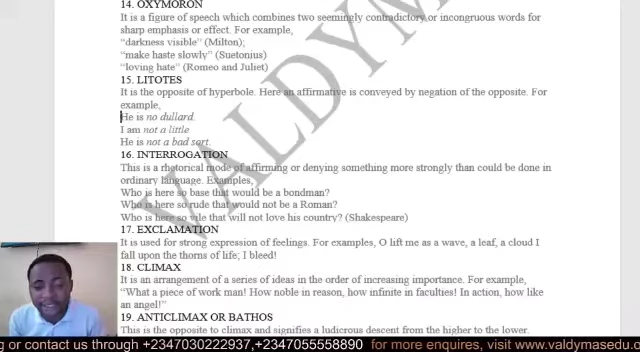 14. OXYMORON
It is a figure of speech which combines two seemingly contradictory or incongruous words for
sharp emphasis or effect. For example,
"darkness visible" (Milton);
"make haste slowly" (Suetonius)
"loving hate" (Romeo and Juliet)
15. LITOTES
It is the opposite of hyperbole. Here an affirmative is conveyed by negation of the opposite. For
example,
He is no dullard.
I am not a little
He is not a bad sort.
16. INTERROGATION
This is a rhetorical mode of affirming or denying something more strongly than could be done in
ordinary language. Examples,
Who is here so base that would be a bondman?
Who is here so rude that would not be a Roman?
Who is here so vile that will not love his country? (Shakespeare)
17. EXCLAMATION
It is used for strong expression of feelings. For examples, O lift me as a wave, a leaf, a cloud I
fall upon the thorns of life; I bleed!
18. CLIMAX
It is an arrangement of a series of ideas in the order of increasing importance. For example,
"What a piece of work man! How noble in reason, how infinite in faculties! In action, how like
an angel!"
19. ANTICLIMAX OR BATHOS
This is the opposite to climax and signifies a ludicrous descent from the higher to the lower.
VALDYM
g or contact us through +2347030222937,+2347055558890 for more enquires, visit www.valdymasedu.c